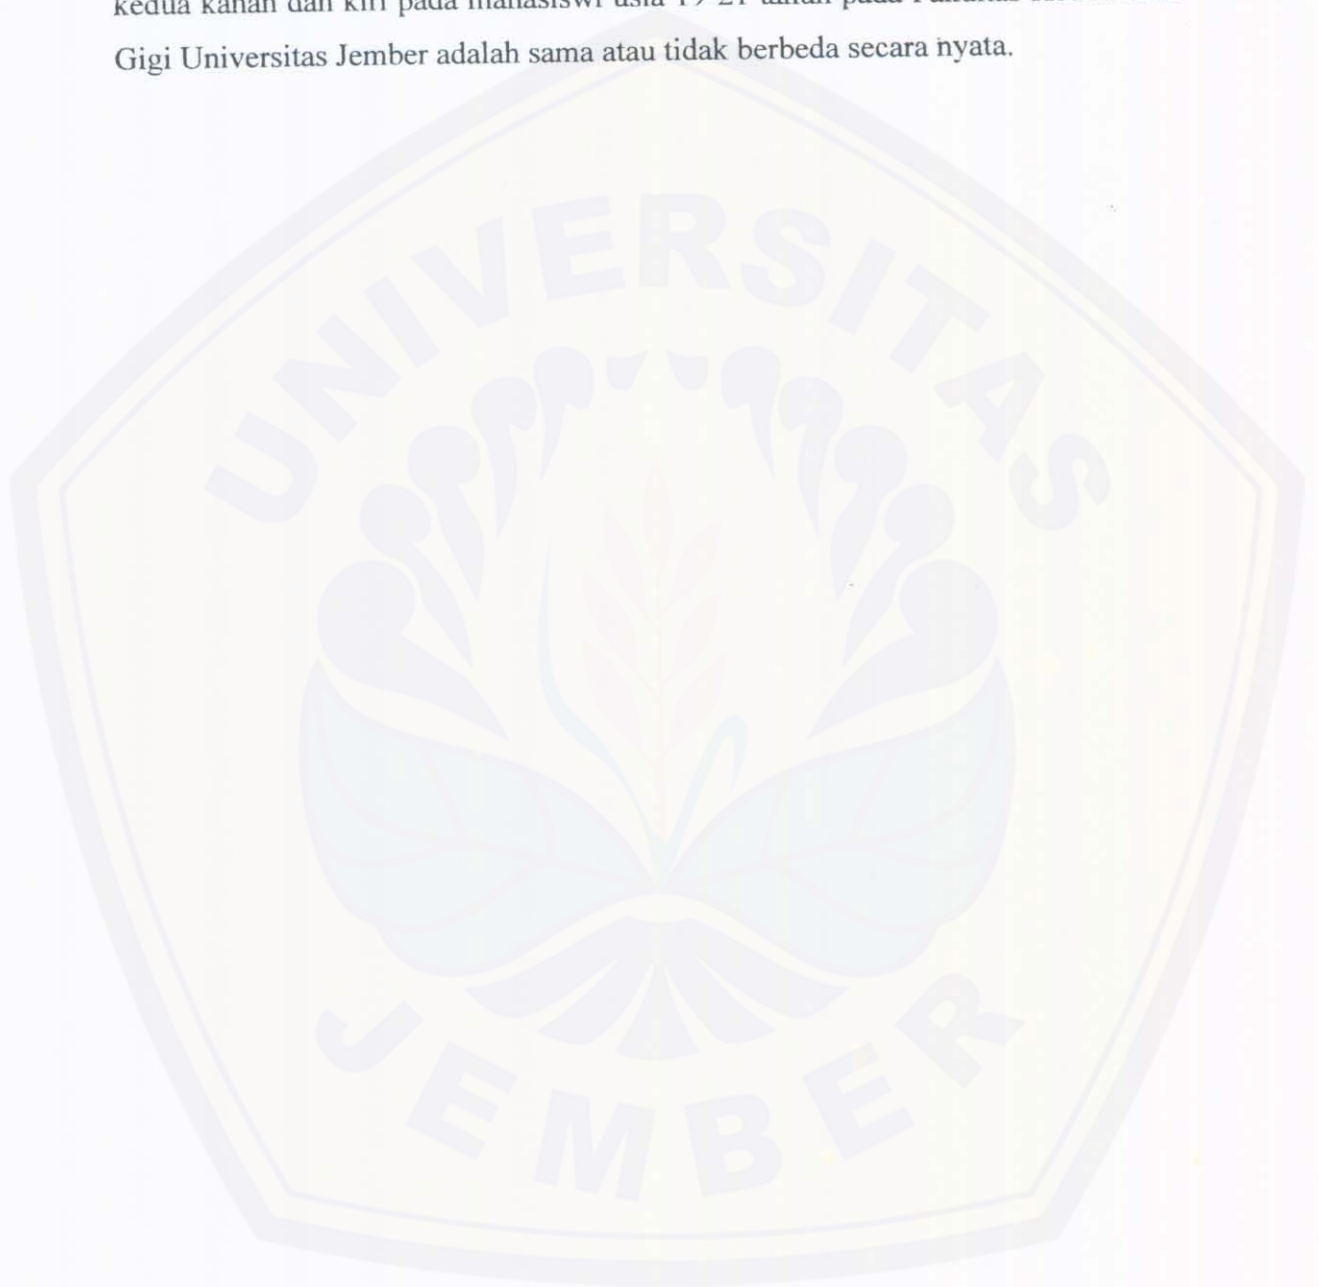 kedua kanan dan kiri pada mahasiswi usia 19-21 tahun pada
Gigi Universitas Jember adalah sama atau tidak berbeda secara nyata.
UNIVERSITAS
JEMBER